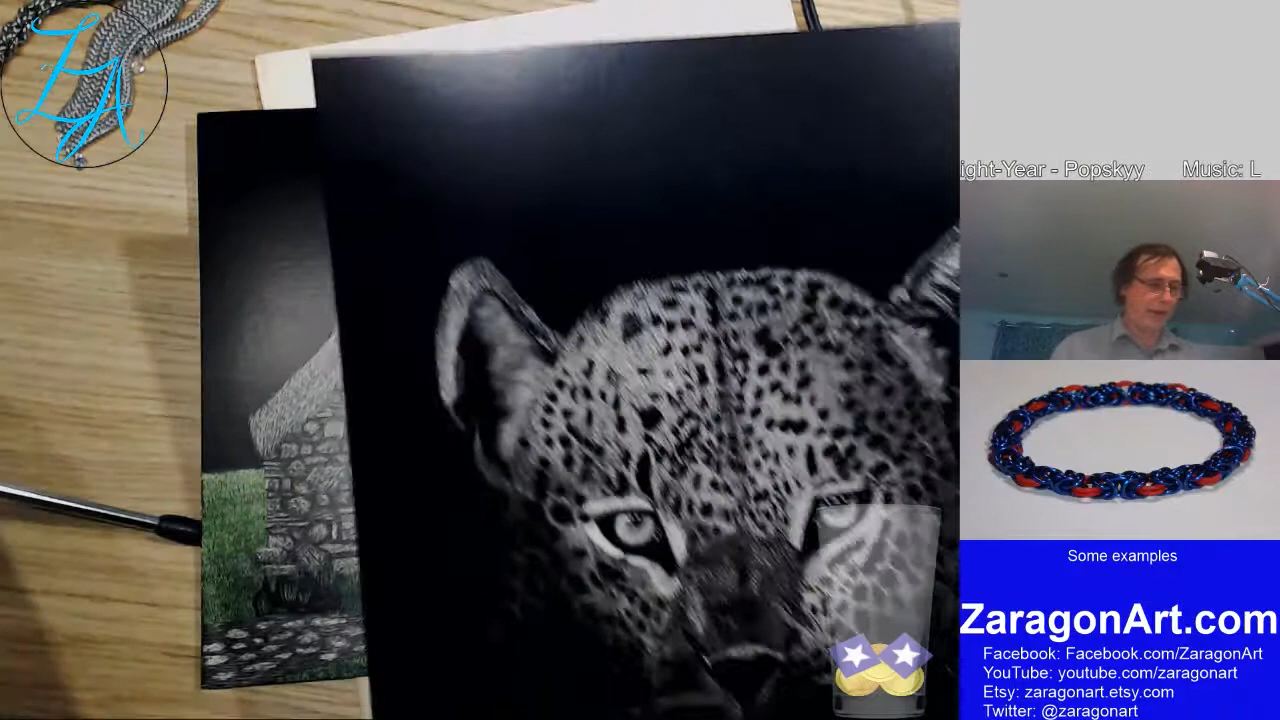 ZA
ight-Year - Popskyy Music: L
Some examples
ZaragonArt.com
Facebook: Facebook.com/ZaragonArt
YouTube: youtube.com/zaragonart
Etsy: zaragonart.etsy.com
Twitter: @zaragonart